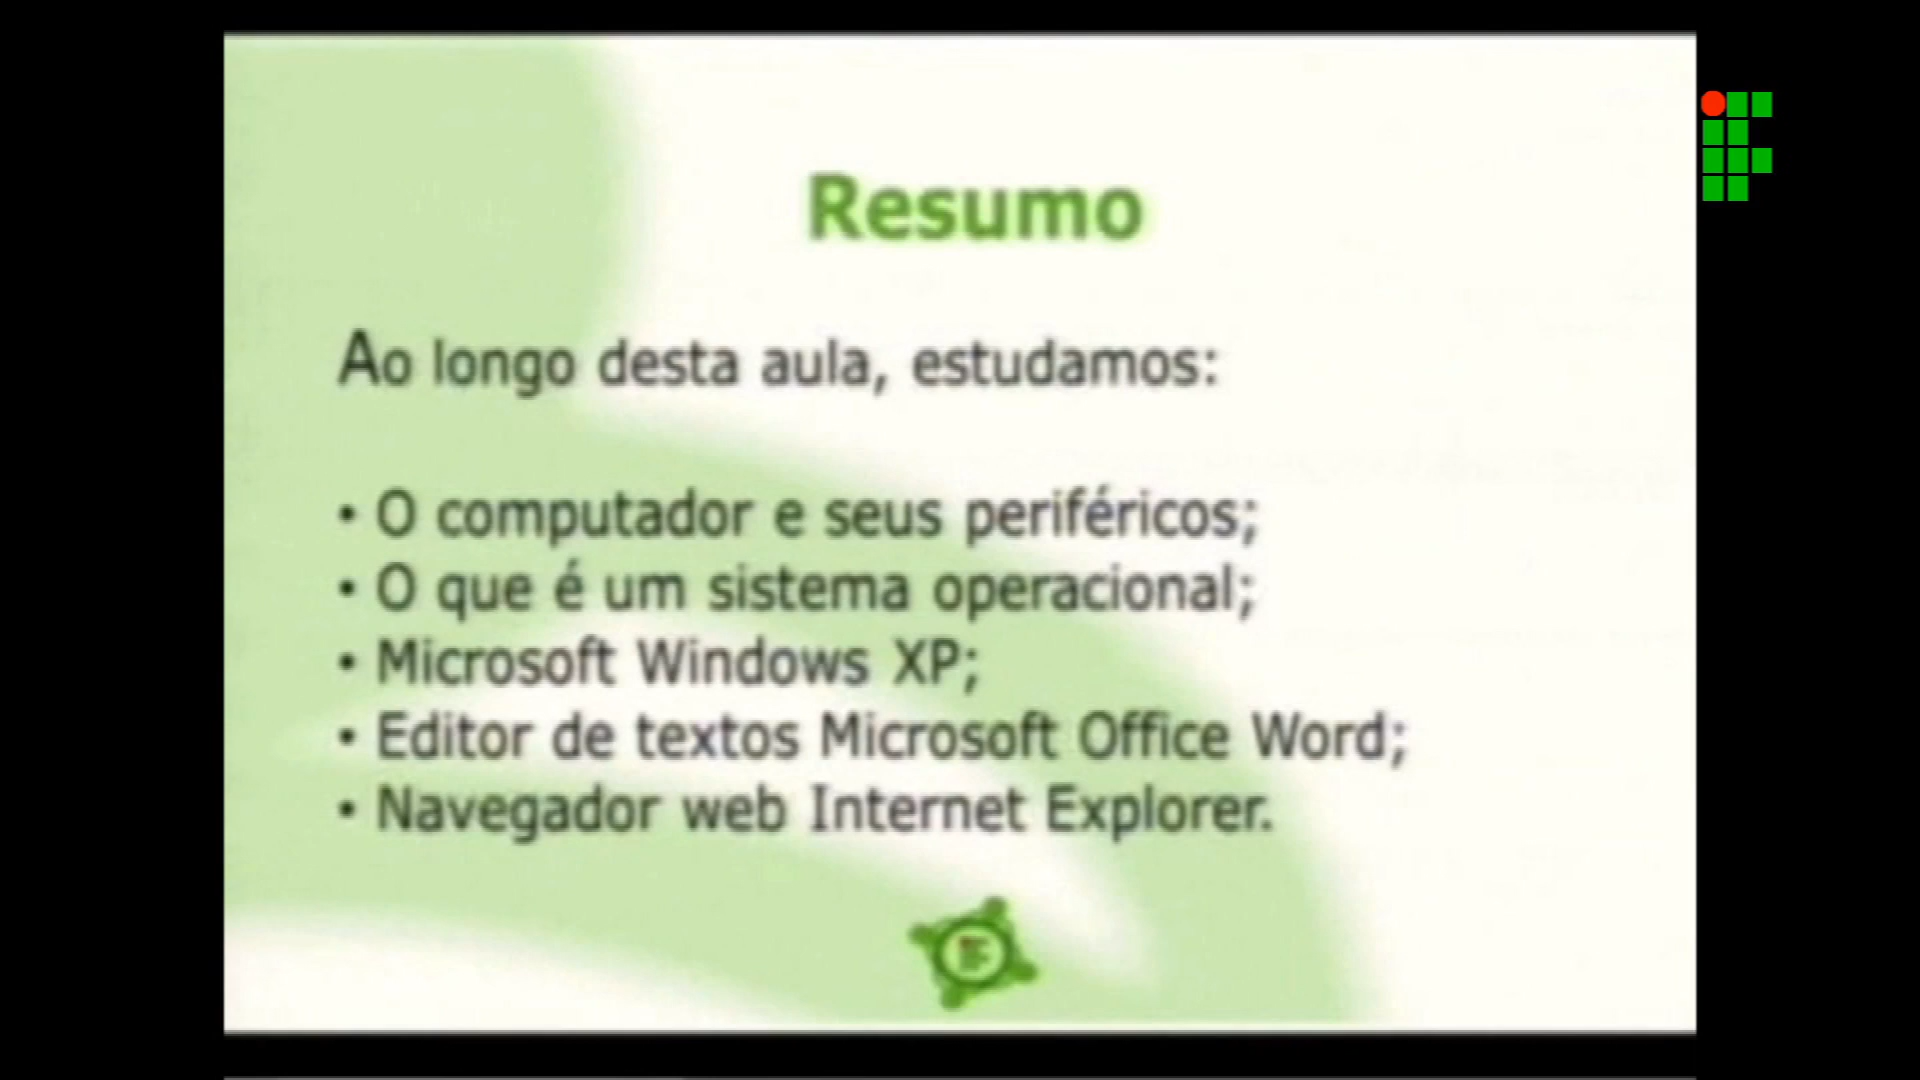 Resumo
Ao longo desta aula, estudamos:
• O computador e seus periféricos;
• O que é um sistema operacional;
• Microsoft Windows XP;
• Editor de textos Microsoft Office Word;
• Navegador web Internet Explorer.